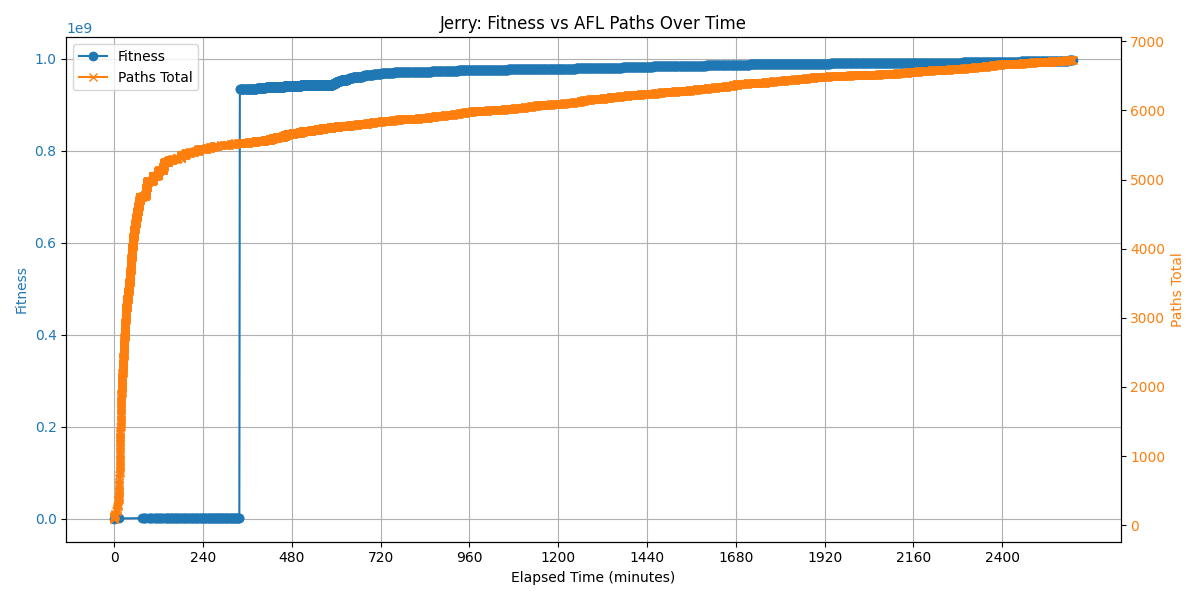 Jerry: Fitness vs AFL Paths Over Time
1e9
Fitness
Paths Total
1.0
0.8
0.6
0.4
0.2
0.0
Fitness
7000
6000
5000
4000
3000
2000
1000
0
Paths Total
0 240 480 720 960 1200 1440 1680 1920 2160 2400
Elapsed Time (minutes)